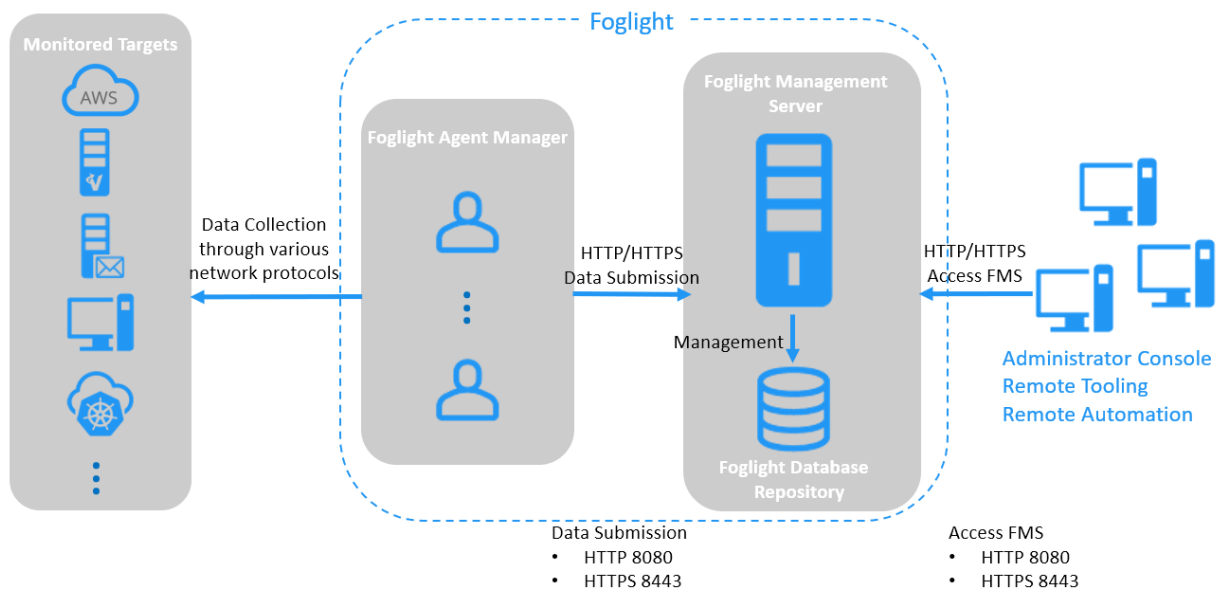 Foglight
Monitored Targets
AWS
Data Collection
through various
network protocols
Foglight Agent Manager
HTTP/HTTPS
Data Submission
Foglight Management
Server
Management
Foglight Database
Repository
HTTP/HTTPS
Access FMS
Administrator Console
Remote Tooling
Remote Automation
Data Submission
• HTTP 8080
• HTTPS 8443
Access FMS
• HTTP 8080
• HTTPS 8443